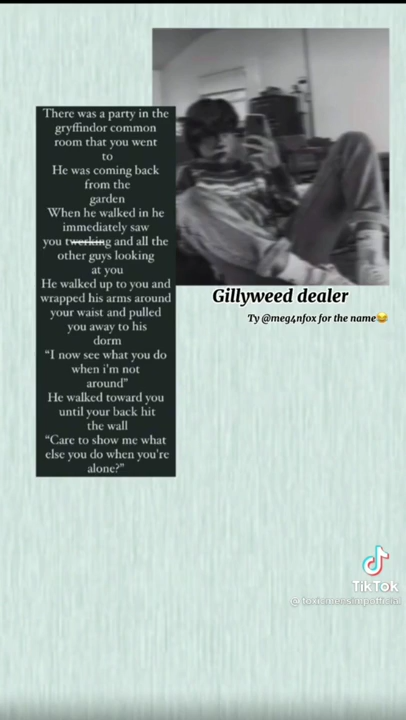 There was a party in the
gryffindor common
room that you went
to
He was coming back
from the
garden
When he walked in he
immediately saw
you twerking and all the
other guys looking
at you
He walked up to you and
wrapped his arms around
your waist and pulled
you away to his
dorm
“I now see what you do
when i'm not
around”
He walked toward you
until your back hit
the wall
“Care to show me what
else you do when you're
alone?”
Gillyweed dealer
Ty @meg4nfox for the name😂
TikTok